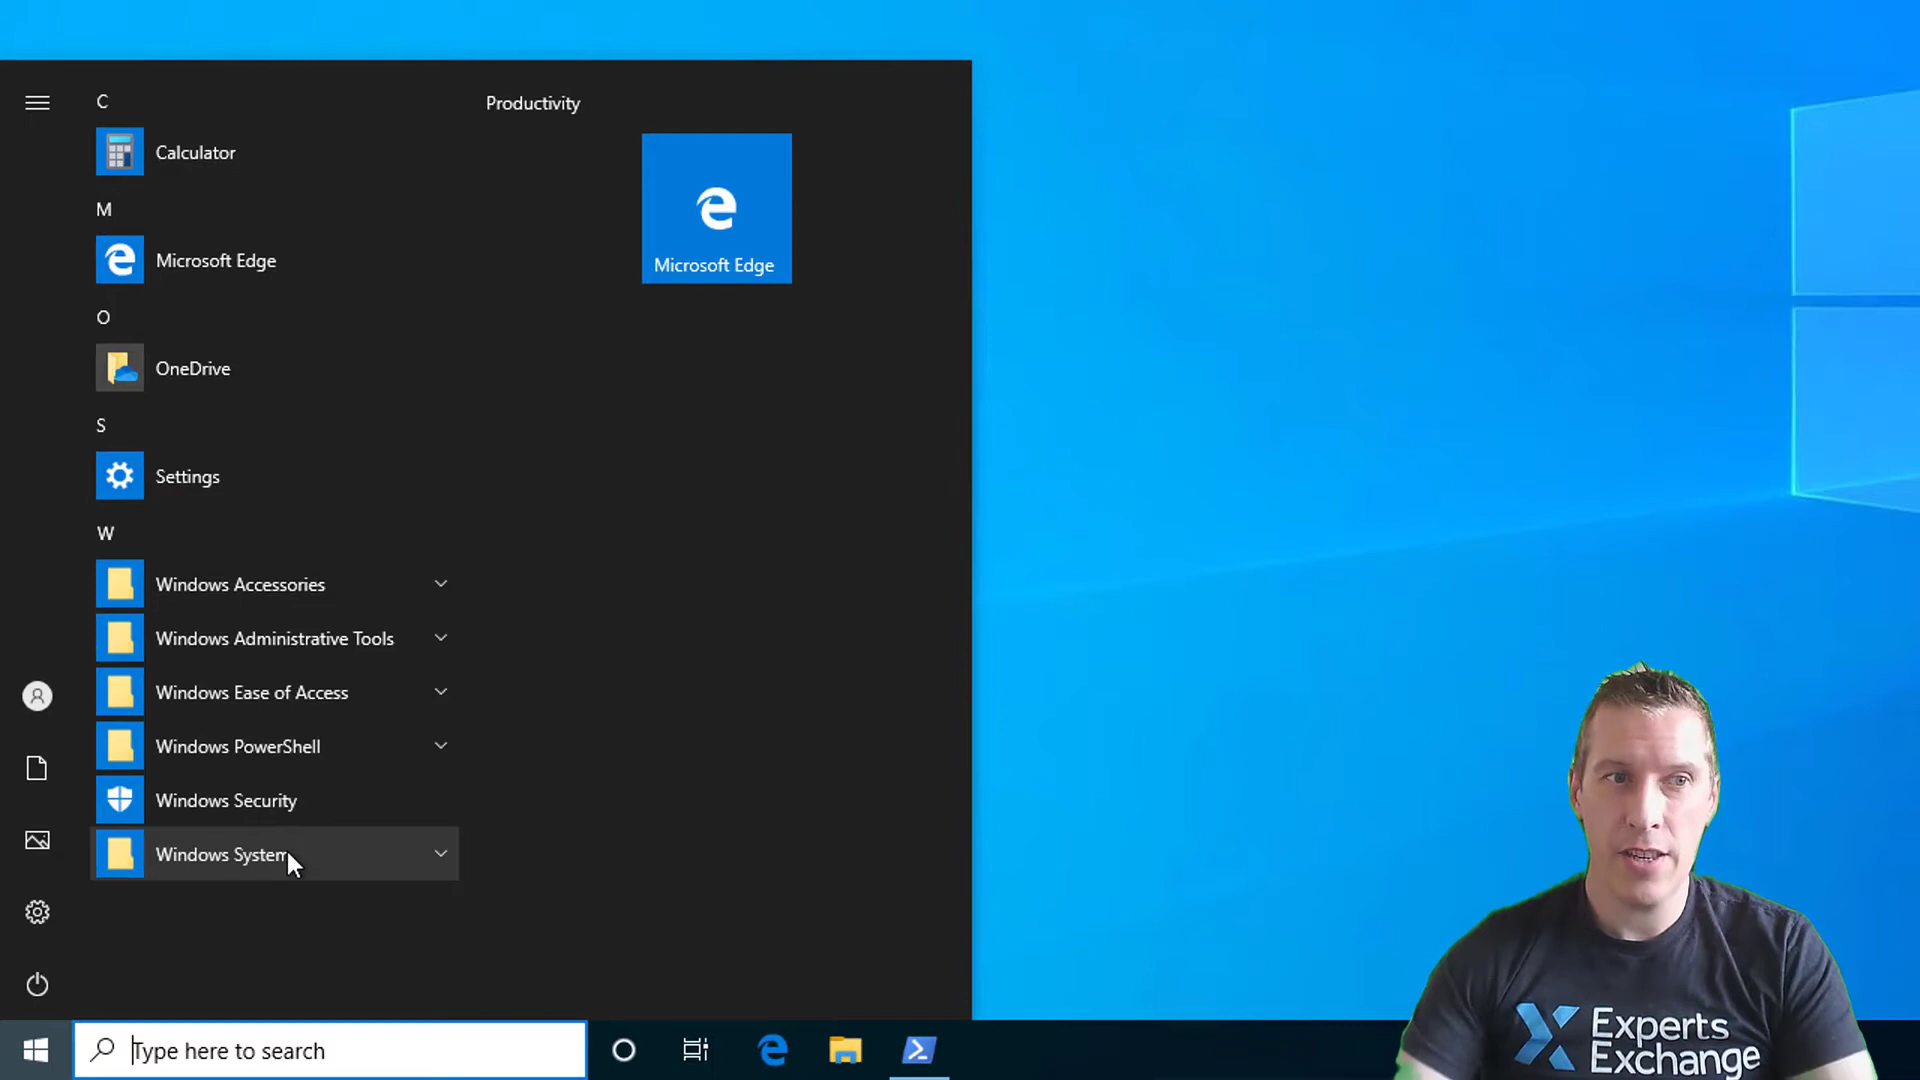 C
Productivity
Calculator
M
Microsoft Edge
Microsoft Edge
O
OneDrive
S
Settings
W
Windows Accessories
Windows Administrative Tools
Windows Ease of Access
Windows PowerShell
Windows Security
Windows System
Type here to search
Experts
Exchange